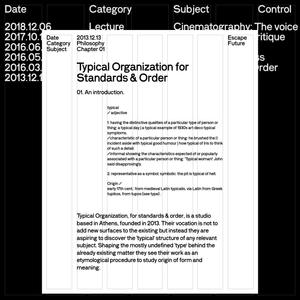 Date Category Subject Control
2018.12.06 Lecture Cinematography: The voice
2017.10.1 critique
2016.06.
2016.05. ss
2016.03. order
2013.12.1
Date 2013.12.13 Escape
Category Philosophy Future
Subject Chapter 01
Typical Organization for
Standards & Order
01. An introduction.
typical
/ adjective
1. having the distinctive qualities of a particular type of person or
thing: a typical day | a typical example of 1930s art deco typical
symptoms.
/ characteristic of a particular person or thing: he brushed the
incident aside with typical good humour | how typical of Iris to think
of such a detail.
/ informal showing the characteristics expected of or popularly
associated with a particular person or thing: 'Typical woman!' John
said disapprovingly.
2. representative as a symbol: symbolic: the pit is typical of hell
Origin /
early 17th cent.: from medieval Latin typicalis, via Latin from Greek
tupikos, from tupos (see type).
Typical Organization, for standards & order, is a studio
based in Athens, founded in 2013. Their vocation is not to
add new surfaces to the existing but instead they are
aspiring to discover the 'typical' structure of any relevant
subject. Shaping the mostly undefined 'type' behind the
already existing matter they see their work as an
etymological procedure to study origin of form and
meaning.